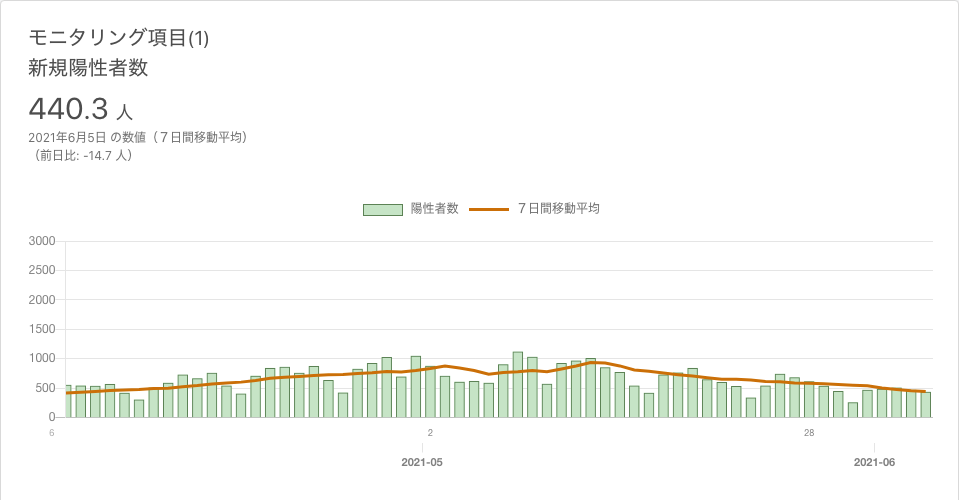 モニタリング項目(1)
新規陽性者数
440.3 人
2021年6月5日 の数値（７日間移動平均）
（前日比: -14.7 人）
陽性者数 ７日間移動平均
3000
2500
2000
1500
1000
500
0
6 2 28
2021-05 2021-06